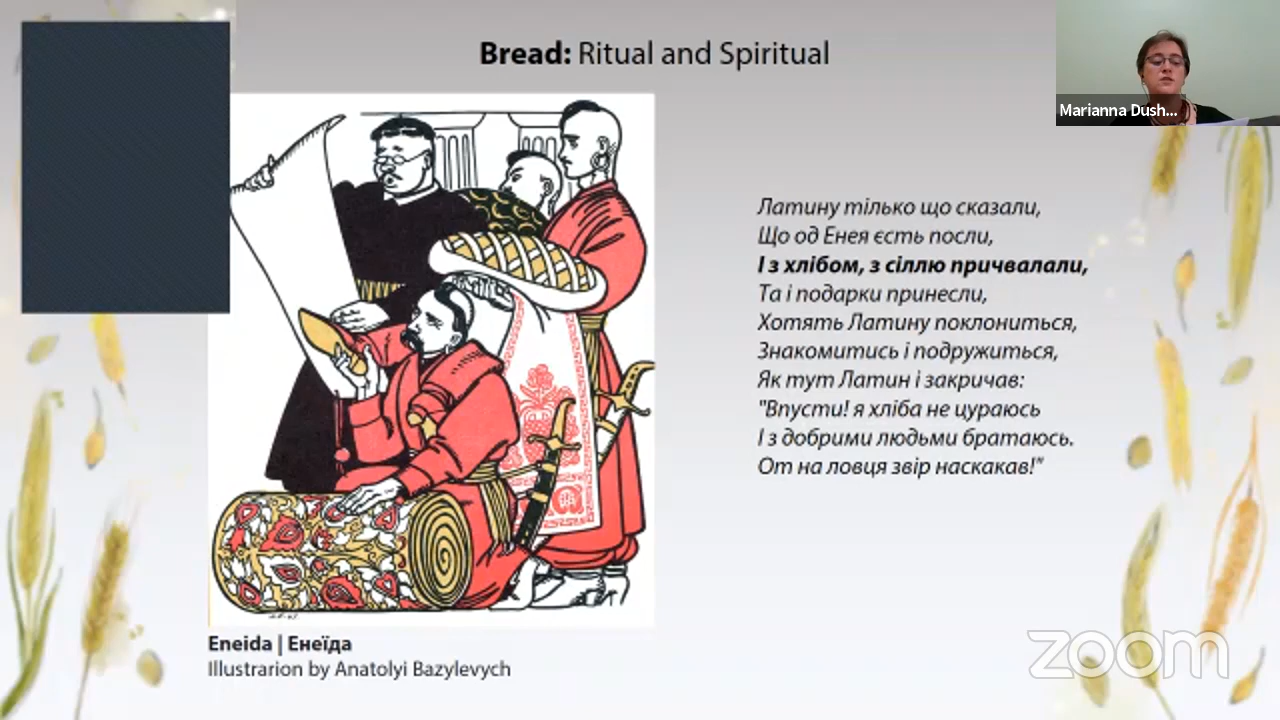 Bread: Ritual and Spiritual
Marianna Dush...
Латину тілько що сказали,
Що од Енея єсть посли,
І з хлібом, з сіллю причвалали,
Та і подарки принесли,
Хотять Латину поклониться,
Знакомитись і подружиться,
Як тут Латин і закричав:
"Впусти! я хліба не цураюсь
І з добрими людьми братаюсь.
От на ловця звір наскакав!"
Eneida | Енеїда
Illustrarion by Anatolyi Bazylevych
zoom